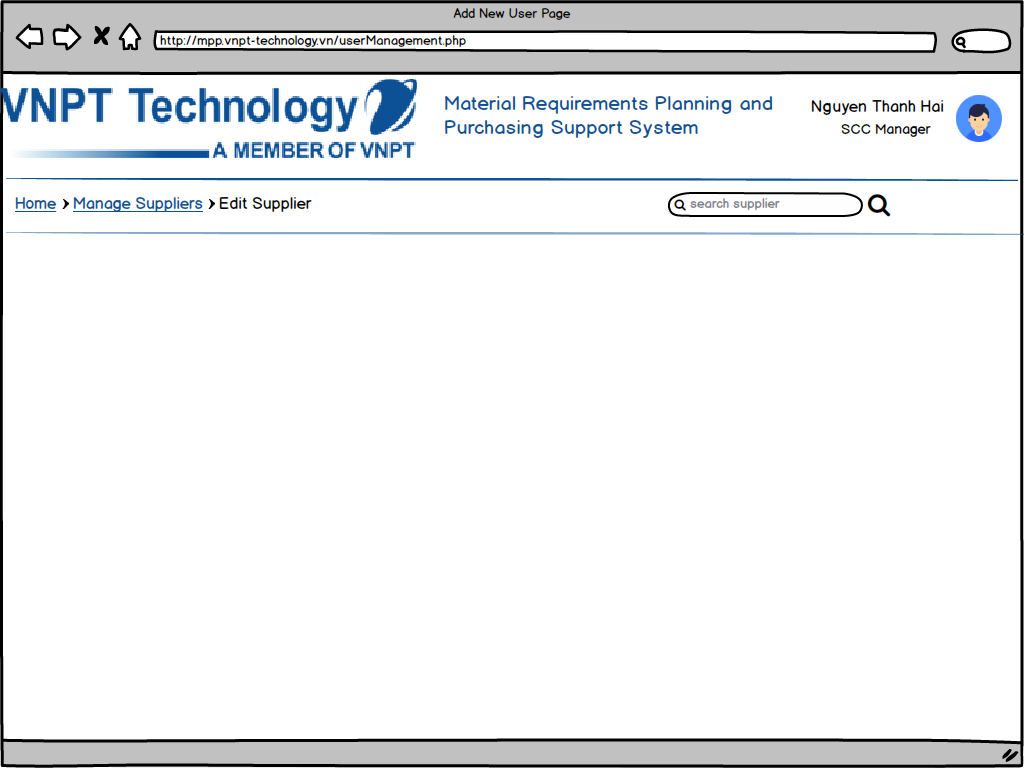 Add New User Page
http://mpp.vnpt-technology.vn/userManagement.php
VNPT Technology
A MEMBER OF VNPT
Material Requirements Planning and
Purchasing Support System
Nguyen Thanh Hai
SCC Manager
Home > Manage Suppliers > Edit Supplier
search supplier